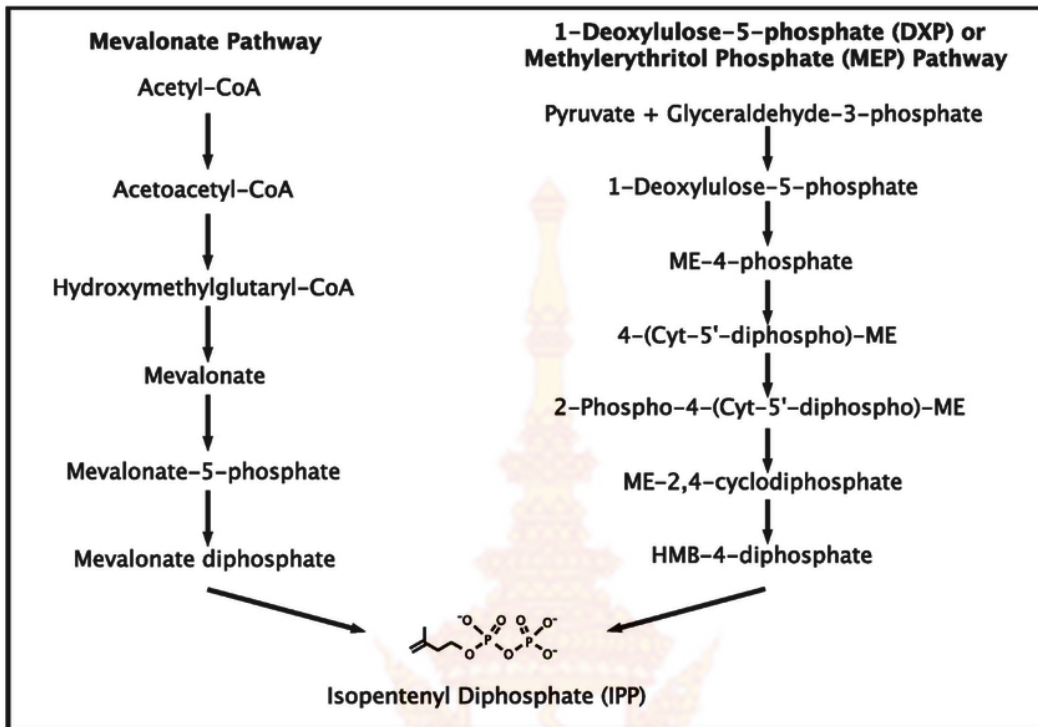 Mevalonate Pathway
Acetyl-CoA
Acetoacetyl-CoA
Hydroxymethylglutaryl-CoA
Mevalonate
Mevalonate-5-phosphate
Mevalonate diphosphate
1-Deoxylulose-5-phosphate (DXP) or
Methylerythritol Phosphate (MEP) Pathway
Pyruvate + Glyceraldehyde-3-phosphate
1-Deoxylulose-5-phosphate
ME-4-phosphate
4-(Cyt-5'-diphospho)-ME
2-Phospho-4-(Cyt-5'-diphospho)-ME
ME-2,4-cyclodiphosphate
HMB-4-diphosphate
⁻O O O O⁻
P P
O O O⁻
Isopentenyl Diphosphate (IPP)